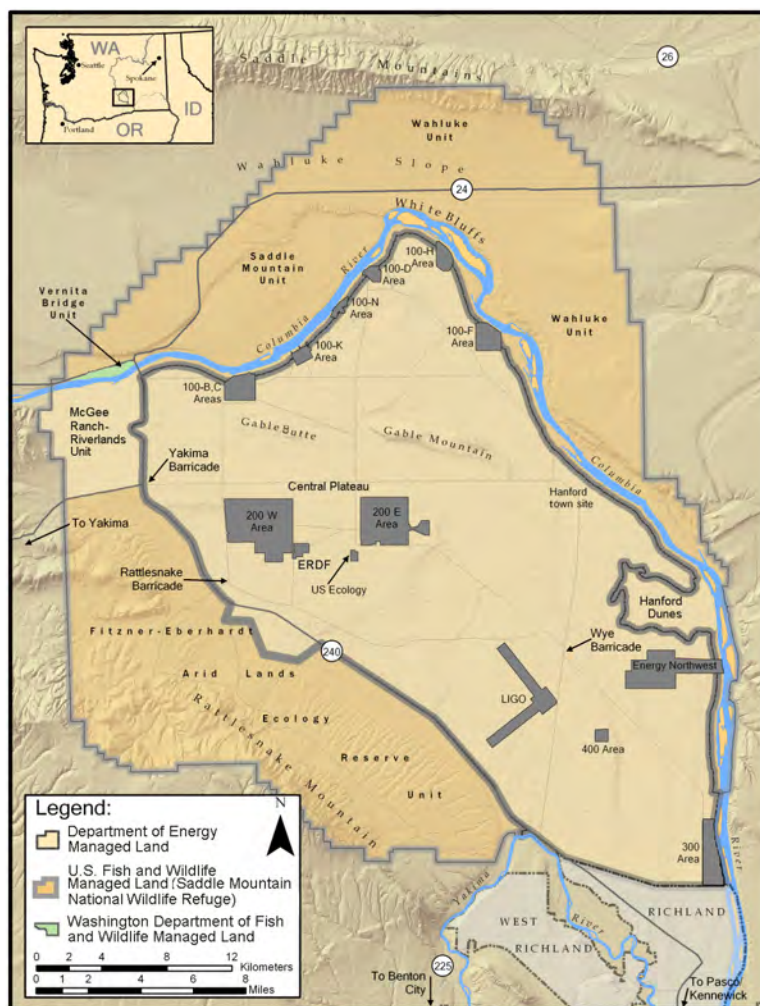 WA
Seattle
Spokane
Portland
OR
ID
26
Saddle Mountains
Wahluke
Unit
Wahluke Slope
24
White Bluffs
Saddle
Mountain
Unit
Columbia River
100-H
Area
100-D
Area
100-N
Area
100-K
Area
100-F
Area
Wahluke
Unit
Vernita
Bridge
Unit
100-B,C
Areas
McGee
Ranch-
Riverlands
Unit
Gable Butte
Gable Mountain
Columbia
Yakima
Barricade
Central Plateau
Hanford
town site
200 W
Area
200 E
Area
To Yakima
ERDF
US Ecology
Rattlesnake
Barricade
Hanford
Dunes
Fitzner-Eberhardt
Arid Lands
Ecology
Reserve
Unit
240
Wye
Barricade
Energy Northwest
LIGO
400 Area
Rattlesnake Mountain
300
Area
River
Legend:
N
Department of Energy
Managed Land
U.S. Fish and Wildlife
Managed Land (Saddle Mountain
National Wildlife Refuge)
Washington Department of Fish
and Wildlife Managed Land
0 2 4 8 12
Kilometers
0 1 2 4 6 8
Miles
Yakima River
WEST
RICHLAND
RICHLAND
225
To Benton
City
To Pasco
Kennewick